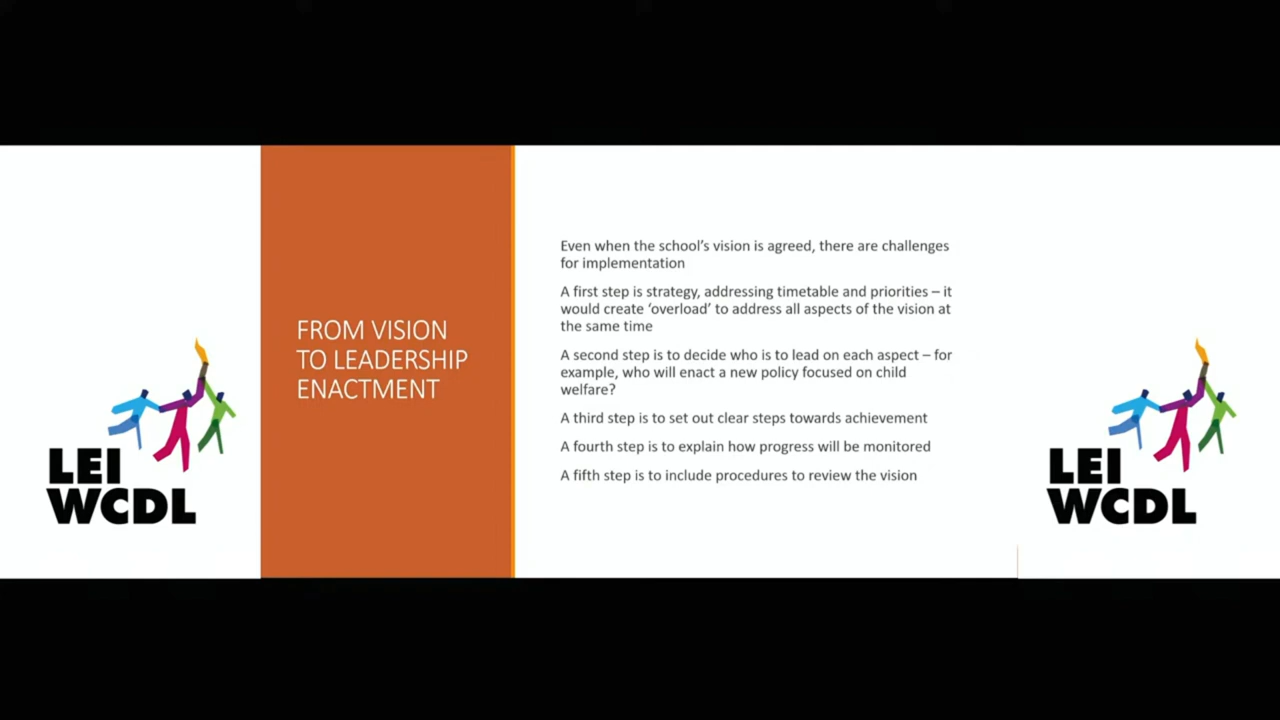 FROM VISION
TO LEADERSHIP
ENACTMENT
Even when the school’s vision is agreed, there are challenges
for implementation
A first step is strategy, addressing timetable and priorities – it
would create ‘overload’ to address all aspects of the vision at
the same time
A second step is to decide who is to lead on each aspect – for
example, who will enact a new policy focused on child
welfare?
A third step is to set out clear steps towards achievement
A fourth step is to explain how progress will be monitored
A fifth step is to include procedures to review the vision
LEI
WCDL
LEI
WCDL